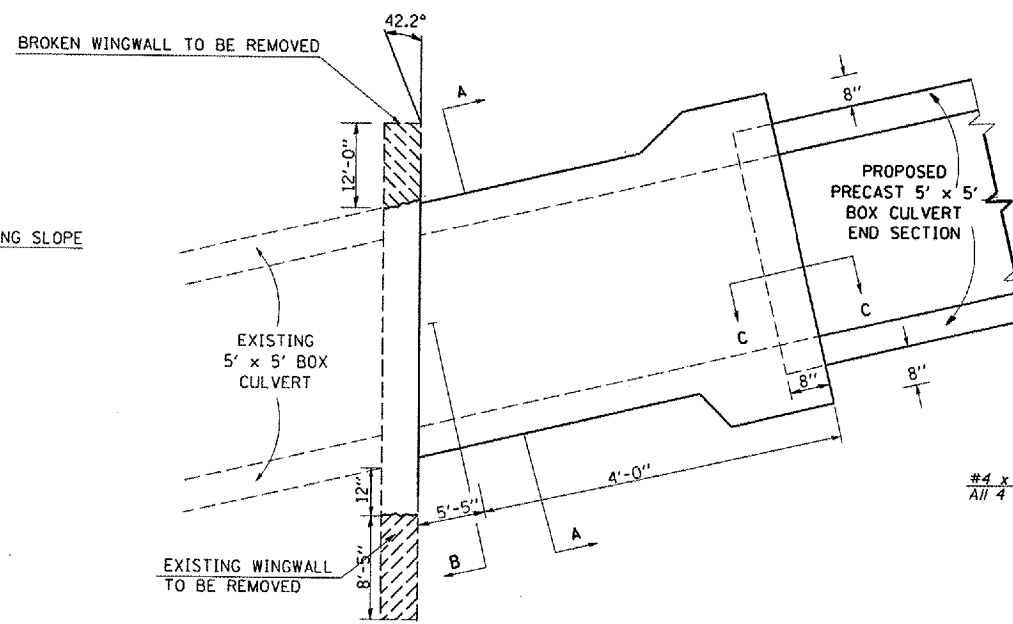 42.2°
BROKEN WINGWALL TO BE REMOVED
A
8"
12'-0"
PROPOSED
PRECAST 5' x 5'
BOX CULVERT
END SECTION
NG SLOPE
C
C
EXISTING
5' x 5' BOX
CULVERT
8"
8"
4'-0"
12"
5'-5"
#4 x
All 4
A
B
EXISTING WINGWALL
TO BE REMOVED
8'-5"